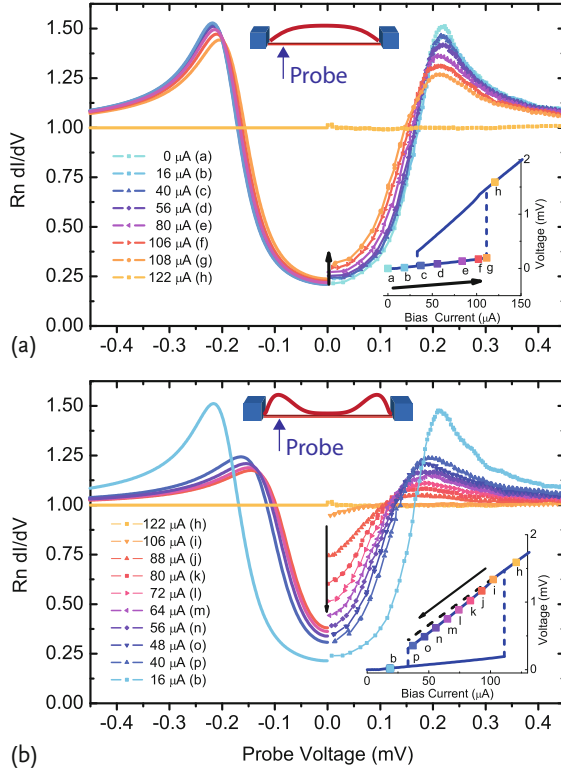 1.50
1.25
1.00
0.75
0.50
0.25
0.00
Rn dI/dV
Probe
0 µA (a)
16 µA (b)
40 µA (c)
56 µA (d)
80 µA (e)
106 µA (f)
108 µA (g)
122 µA (h)
2
1
0
Voltage (mV)
h
a b c d e f g
0 50 100 150
Bias Current (µA)
-0.4 -0.3 -0.2 -0.1 0.0 0.1 0.2 0.3 0.4
(a)
1.50
1.25
1.00
0.75
0.50
0.25
0.00
Rn dI/dV
Probe
122 µA (h)
106 µA (i)
88 µA (j)
80 µA (k)
72 µA (l)
64 µA (m)
56 µA (n)
48 µA (o)
40 µA (p)
16 µA (b)
2
1
0
Voltage (mV)
h
i
j
k
l
m
n
o
p
b
0 50 100
Bias Current (µA)
-0.4 -0.3 -0.2 -0.1 0.0 0.1 0.2 0.3 0.4
(b)
Probe Voltage (mV)